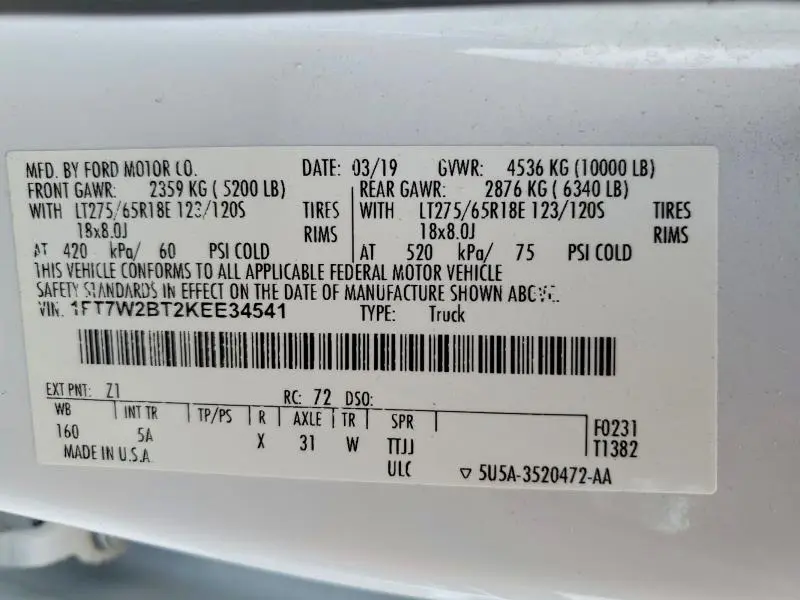 MFD. BY FORD MOTOR CO. DATE: 03/19 GVWR: 4536 KG (10000 LB)
FRONT GAWR: 2359 KG ( 5200 LB) REAR GAWR: 2876 KG ( 6340 LB)
WITH LT275/65R18E 123/120S TIRES WITH LT275/65R18E 123/120S TIRES
18x8.0J RIMS 18x8.0J RIMS
AT 420 kPa/ 60 PSI COLD AT 520 kPa/ 75 PSI COLD
THIS VEHICLE CONFORMS TO ALL APPLICABLE FEDERAL MOTOR VEHICLE
SAFETY STANDARDS IN EFFECT ON THE DATE OF MANUFACTURE SHOWN ABOVE.
VIN: 1FT7W2BT2KEE34541 TYPE: Truck
EXT PNT: Z1 RC: 72 DSO:
WB INT TR TP/PS R AXLE TR SPR F0231
160 5A X 31 W TTJJ T1382
MADE IN U.S.A. ULC 5U5A-3520472-AA